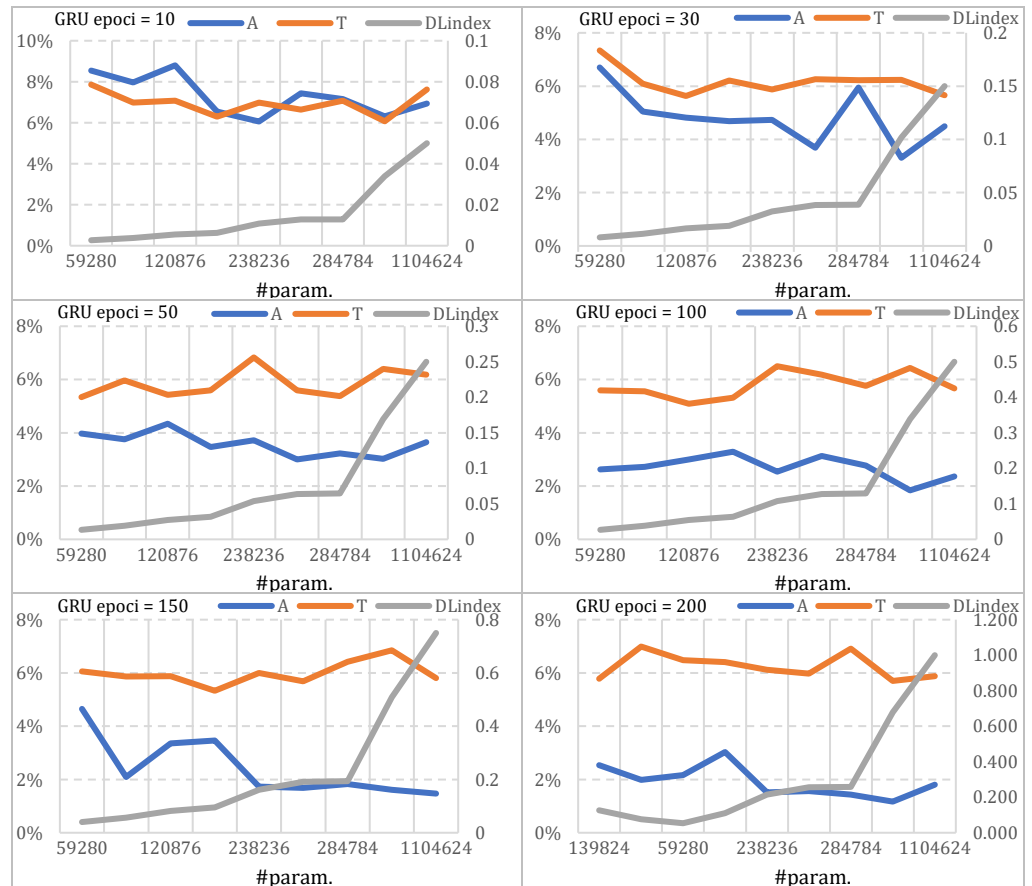 GRU epoci = 10 A T DLindex
10% 0.1
8% 0.08
6% 0.06
4% 0.04
2% 0.02
0% 0
59280 120876 238236 284784 1104624
#param.
GRU epoci = 30 A T DLindex
8% 0.2
6% 0.15
4% 0.1
2% 0.05
0% 0
59280 120876 238236 284784 1104624
#param.
GRU epoci = 50 A T DLindex
8% 0.3
0.25
6% 0.2
4% 0.15
0.1
2% 0.05
0% 0
59280 120876 238236 284784 1104624
#param.
GRU epoci = 100 A T DLindex
8% 0.6
0.5
6% 0.4
4% 0.3
0.2
2% 0.1
0% 0
59280 120876 238236 284784 1104624
#param.
GRU epoci = 150 A T DLindex
8% 0.8
6% 0.6
4% 0.4
2% 0.2
0% 0
59280 120876 238236 284784 1104624
#param.
GRU epoci = 200 A T DLindex
8% 1.200
1.000
6% 0.800
4% 0.600
0.400
2% 0.200
0% 0.000
139824 59280 238236 284784 1104624
#param.